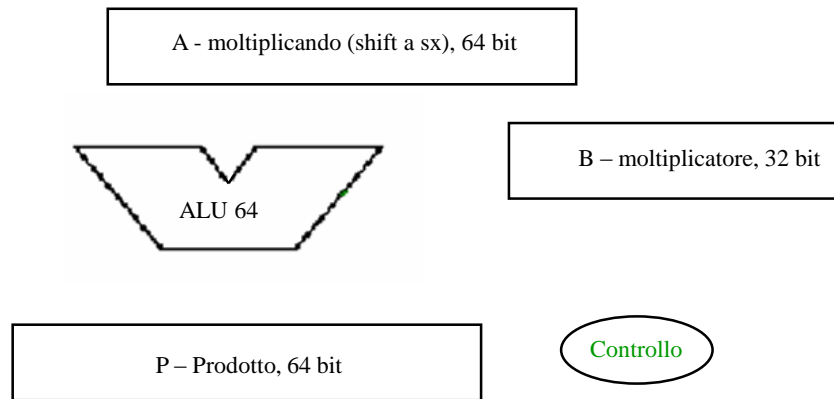 A - moltiplicando (shift a sx), 64 bit
B – moltiplicatore, 32 bit
ALU 64
P – Prodotto, 64 bit
Controllo